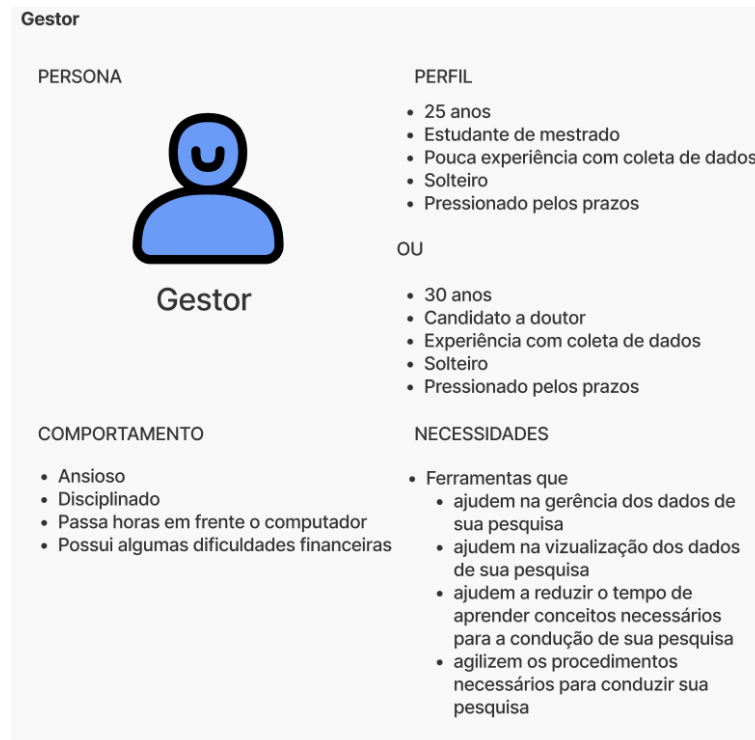 Gestor
PERSONA
Gestor
PERFIL
• 25 anos
• Estudante de mestrado
• Pouca experiência com coleta de dados
• Solteiro
• Pressionado pelos prazos
OU
• 30 anos
• Candidato a doutor
• Experiência com coleta de dados
• Solteiro
• Pressionado pelos prazos
COMPORTAMENTO
• Ansioso
• Disciplinado
• Passa horas em frente o computador
• Possui algumas dificuldades financeiras
NECESSIDADES
• Ferramentas que
• ajudem na gerência dos dados de
sua pesquisa
• ajudem na vizualização dos dados
de sua pesquisa
• ajudem a reduzir o tempo de
aprender conceitos necessários
para a condução de sua pesquisa
• agilizem os procedimentos
necessários para conduzir sua
pesquisa